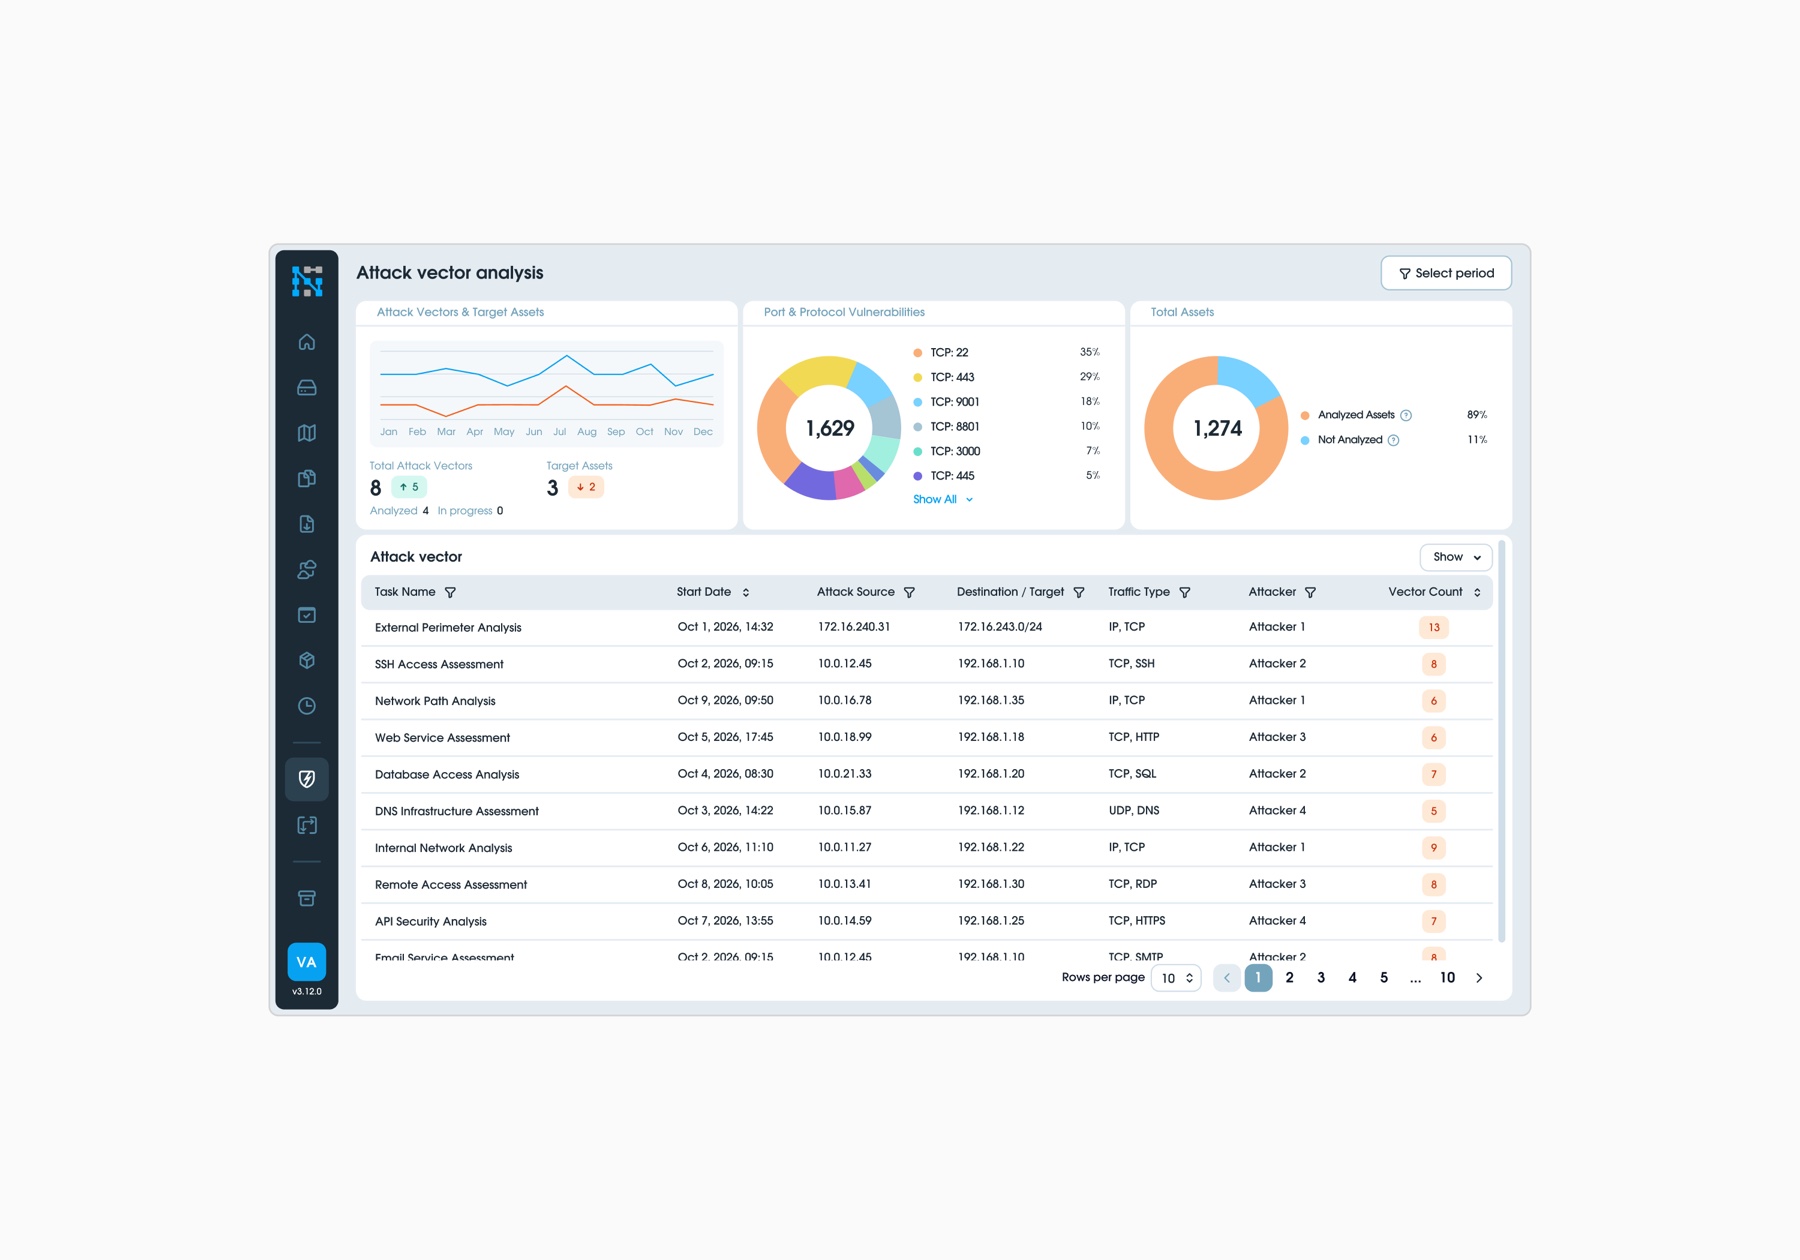 Attack vector analysis
Select period
Attack Vectors & Target Assets
Jan Feb Mar Apr May Jun Jul Aug Sep Oct Nov Dec
Total Attack Vectors
8 ↑ 5
Analyzed 4 In progress 0
Target Assets
3 ↓ 2
Port & Protocol Vulnerabilities
1,629
TCP: 22 35%
TCP: 443 29%
TCP: 9001 18%
TCP: 8801 10%
TCP: 3000 7%
TCP: 445 5%
Show All
Total Assets
1,274
Analyzed Assets ? 89%
Not Analyzed ? 11%
Attack vector
Show
Task Name Start Date Attack Source Destination / Target Traffic Type Attacker Vector Count
External Perimeter Analysis Oct 1, 2026, 14:32 172.16.240.31 172.16.243.0/24 IP, TCP Attacker 1 13
SSH Access Assessment Oct 2, 2026, 09:15 10.0.12.45 192.168.1.10 TCP, SSH Attacker 2 8
Network Path Analysis Oct 9, 2026, 09:50 10.0.16.78 192.168.1.35 IP, TCP Attacker 1 6
Web Service Assessment Oct 5, 2026, 17:45 10.0.18.99 192.168.1.18 TCP, HTTP Attacker 3 6
Database Access Analysis Oct 4, 2026, 08:30 10.0.21.33 192.168.1.20 TCP, SQL Attacker 2 7
DNS Infrastructure Assessment Oct 3, 2026, 14:22 10.0.15.87 192.168.1.12 UDP, DNS Attacker 4 5
Internal Network Analysis Oct 6, 2026, 11:10 10.0.11.27 192.168.1.22 IP, TCP Attacker 1 9
Remote Access Assessment Oct 8, 2026, 10:05 10.0.13.41 192.168.1.30 TCP, RDP Attacker 3 8
API Security Analysis Oct 7, 2026, 13:55 10.0.14.59 192.168.1.25 TCP, HTTPS Attacker 4 7
Email Service Assessment Oct 2, 2026, 09:15 10.0.12.45 192.168.1.10 TCP, SMTP Attacker 2 8
Rows per page 10 1 2 3 4 5 ... 10
VA
v3.12.0